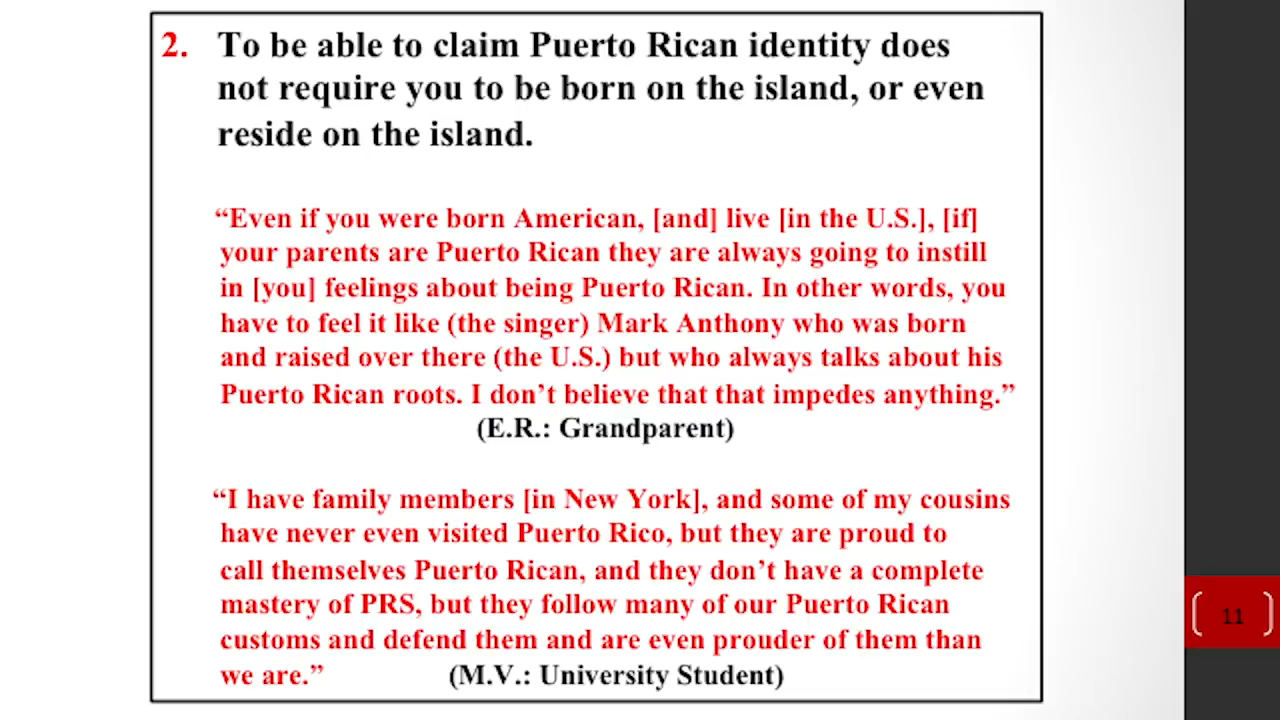 2. To be able to claim Puerto Rican identity does
not require you to be born on the island, or even
reside on the island.
“Even if you were born American, [and] live [in the U.S.], [if]
your parents are Puerto Rican they are always going to instill
in [you] feelings about being Puerto Rican. In other words, you
have to feel it like (the singer) Mark Anthony who was born
and raised over there (the U.S.) but who always talks about his
Puerto Rican roots. I don’t believe that that impedes anything.”
(E.R.: Grandparent)
“I have family members [in New York], and some of my cousins
have never even visited Puerto Rico, but they are proud to
call themselves Puerto Rican, and they don’t have a complete
mastery of PRS, but they follow many of our Puerto Rican
customs and defend them and are even prouder of them than
we are.” (M.V.: University Student)
11